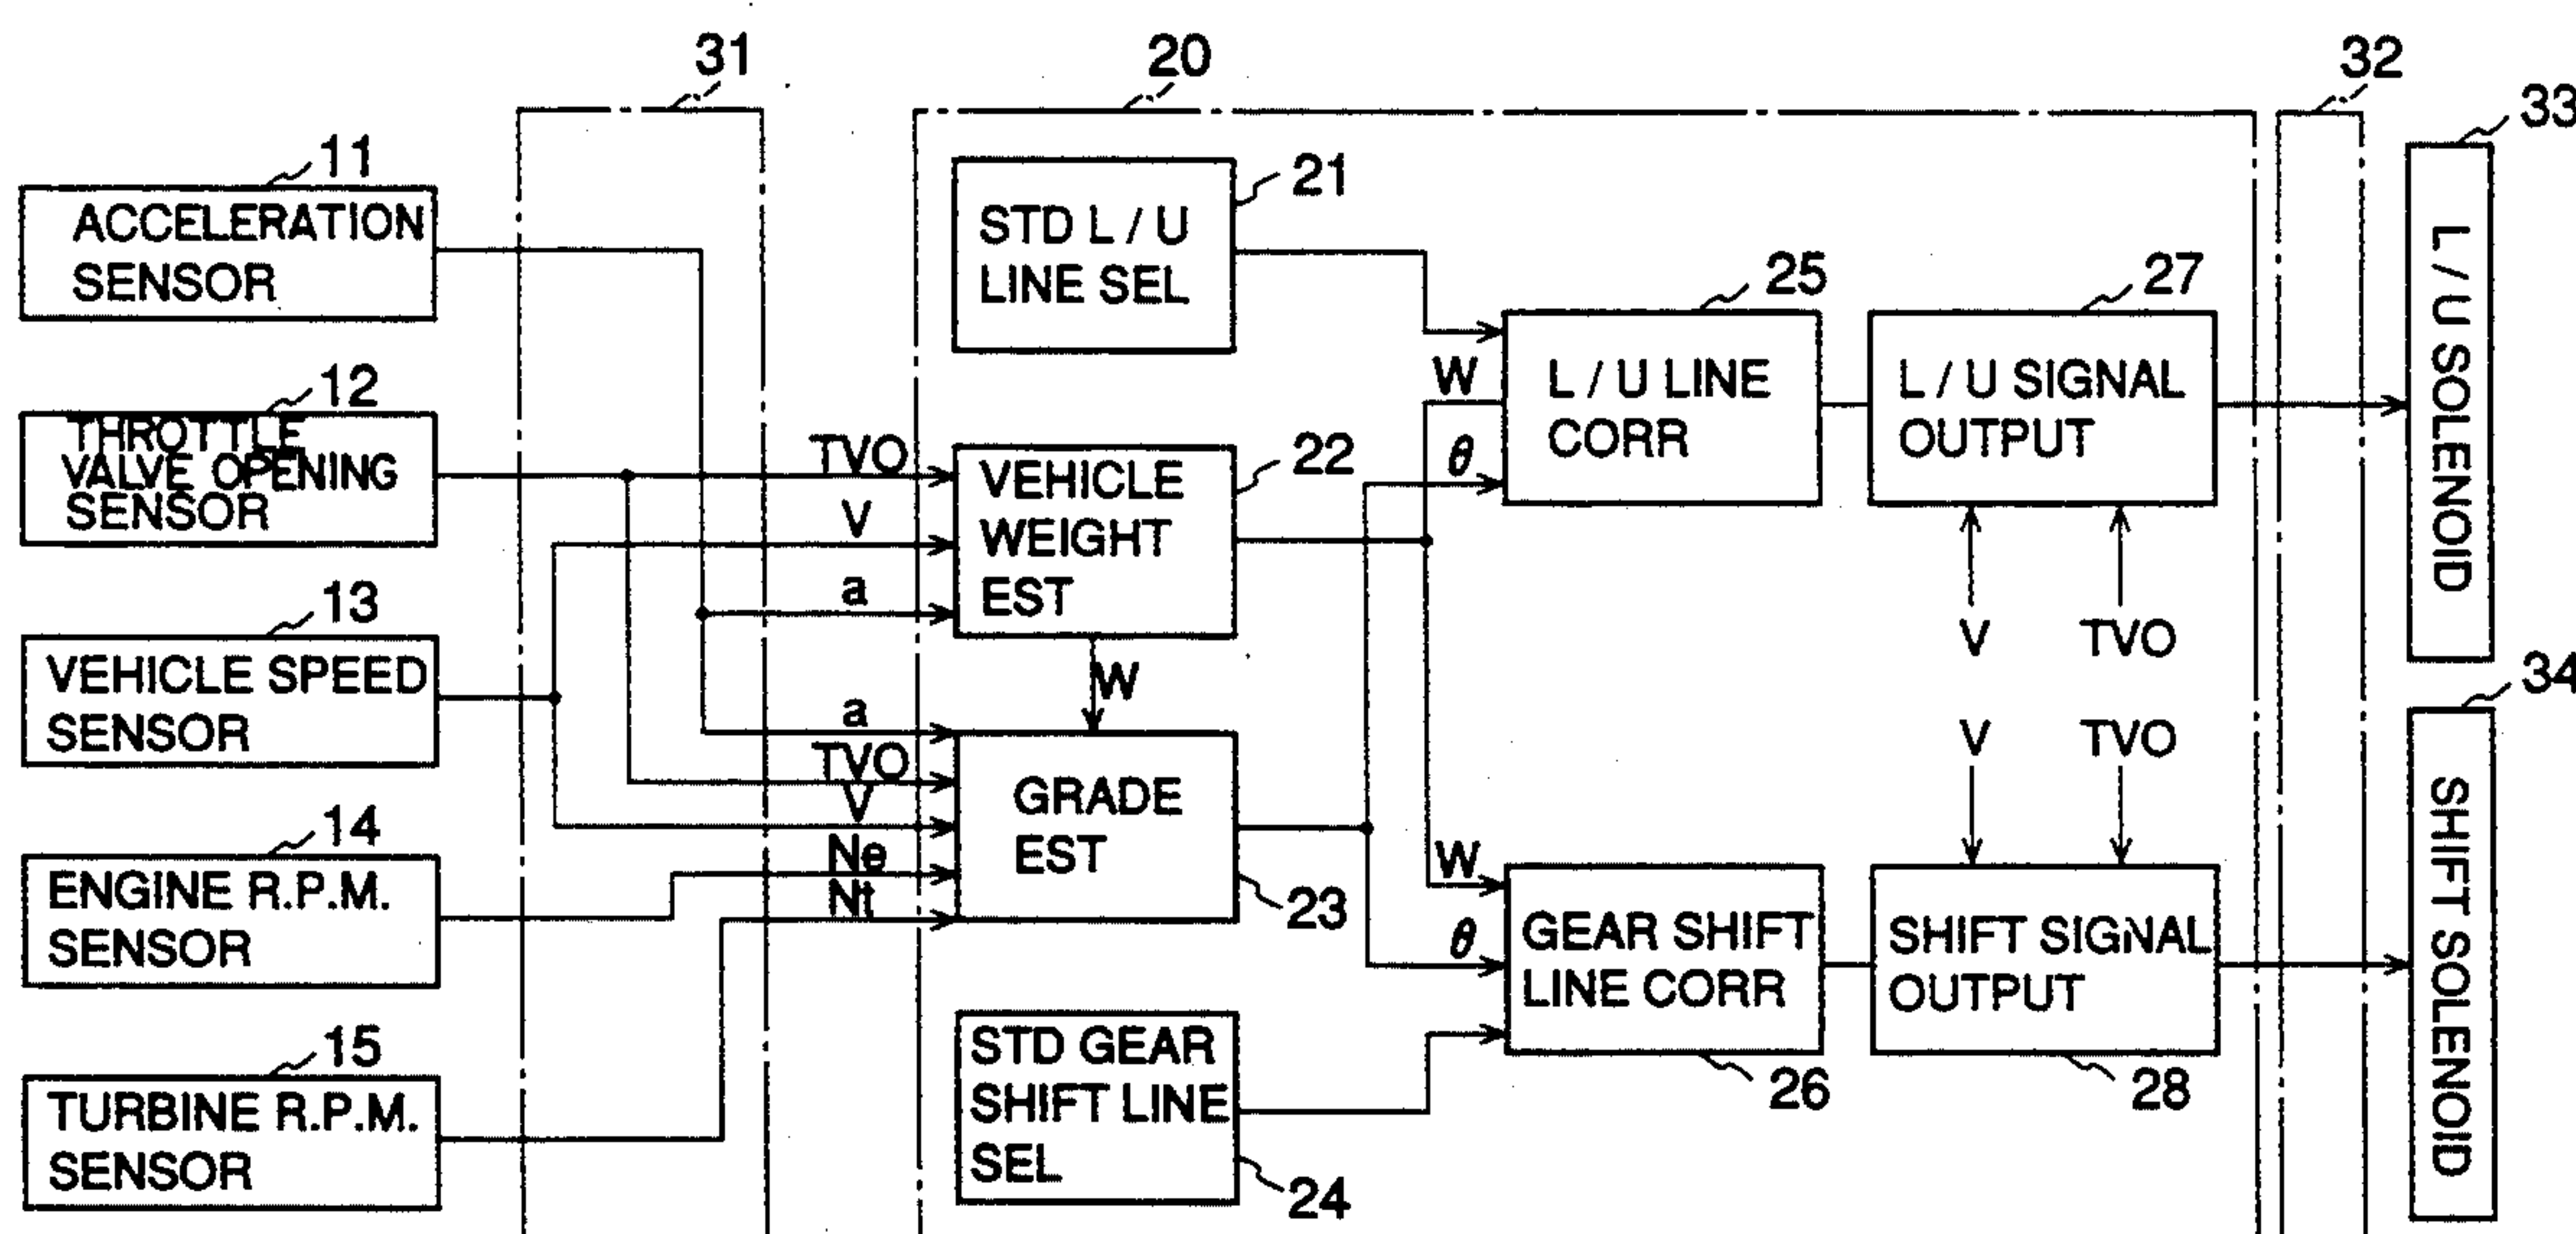 31
20
32
33
11
ACCELERATION
SENSOR
21
STD L / U
LINE SEL
25
27
L / U SOLENOID
12
THROTTLE
VALVE OPENING
SENSOR
TVO
V
a
22
VEHICLE
WEIGHT
EST
W
θ
L / U LINE
CORR
L / U SIGNAL
OUTPUT
V
TVO
13
VEHICLE SPEED
SENSOR
W
34
a
TVO
V
Ne
Nt
GRADE
EST
23
V
TVO
SHIFT SOLENOID
14
ENGINE R.P.M.
SENSOR
W
θ
GEAR SHIFT
LINE CORR
26
SHIFT SIGNAL
OUTPUT
28
15
TURBINE R.P.M.
SENSOR
STD GEAR
SHIFT LINE
SEL
24